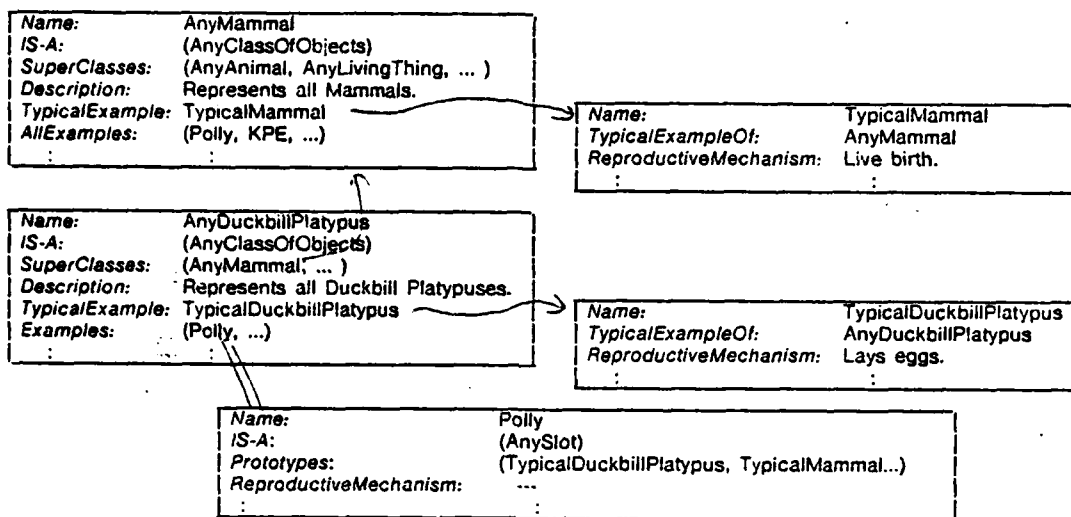 Name: AnyMammal
IS-A: (AnyClassOfObjects)
SuperClasses: (AnyAnimal, AnyLivingThing, ... )
Description: Represents all Mammals.
TypicalExample: TypicalMammal
AllExamples: (Polly, KPE, ...)
: :
Name: TypicalMammal
TypicalExampleOf: AnyMammal
ReproductiveMechanism: Live birth.
: :
Name: AnyDuckbillPlatypus
IS-A: (AnyClassOfObjects)
SuperClasses: (AnyMammal, ... )
Description: Represents all Duckbill Platypuses.
TypicalExample: TypicalDuckbillPlatypus
Examples: (Polly, ...)
: :
Name: TypicalDuckbillPlatypus
TypicalExampleOf: AnyDuckbillPlatypus
ReproductiveMechanism: Lays eggs.
: :
Name: Polly
IS-A: (AnySlot)
Prototypes: (TypicalDuckbillPlatypus, TypicalMammal...)
ReproductiveMechanism: ---
: :